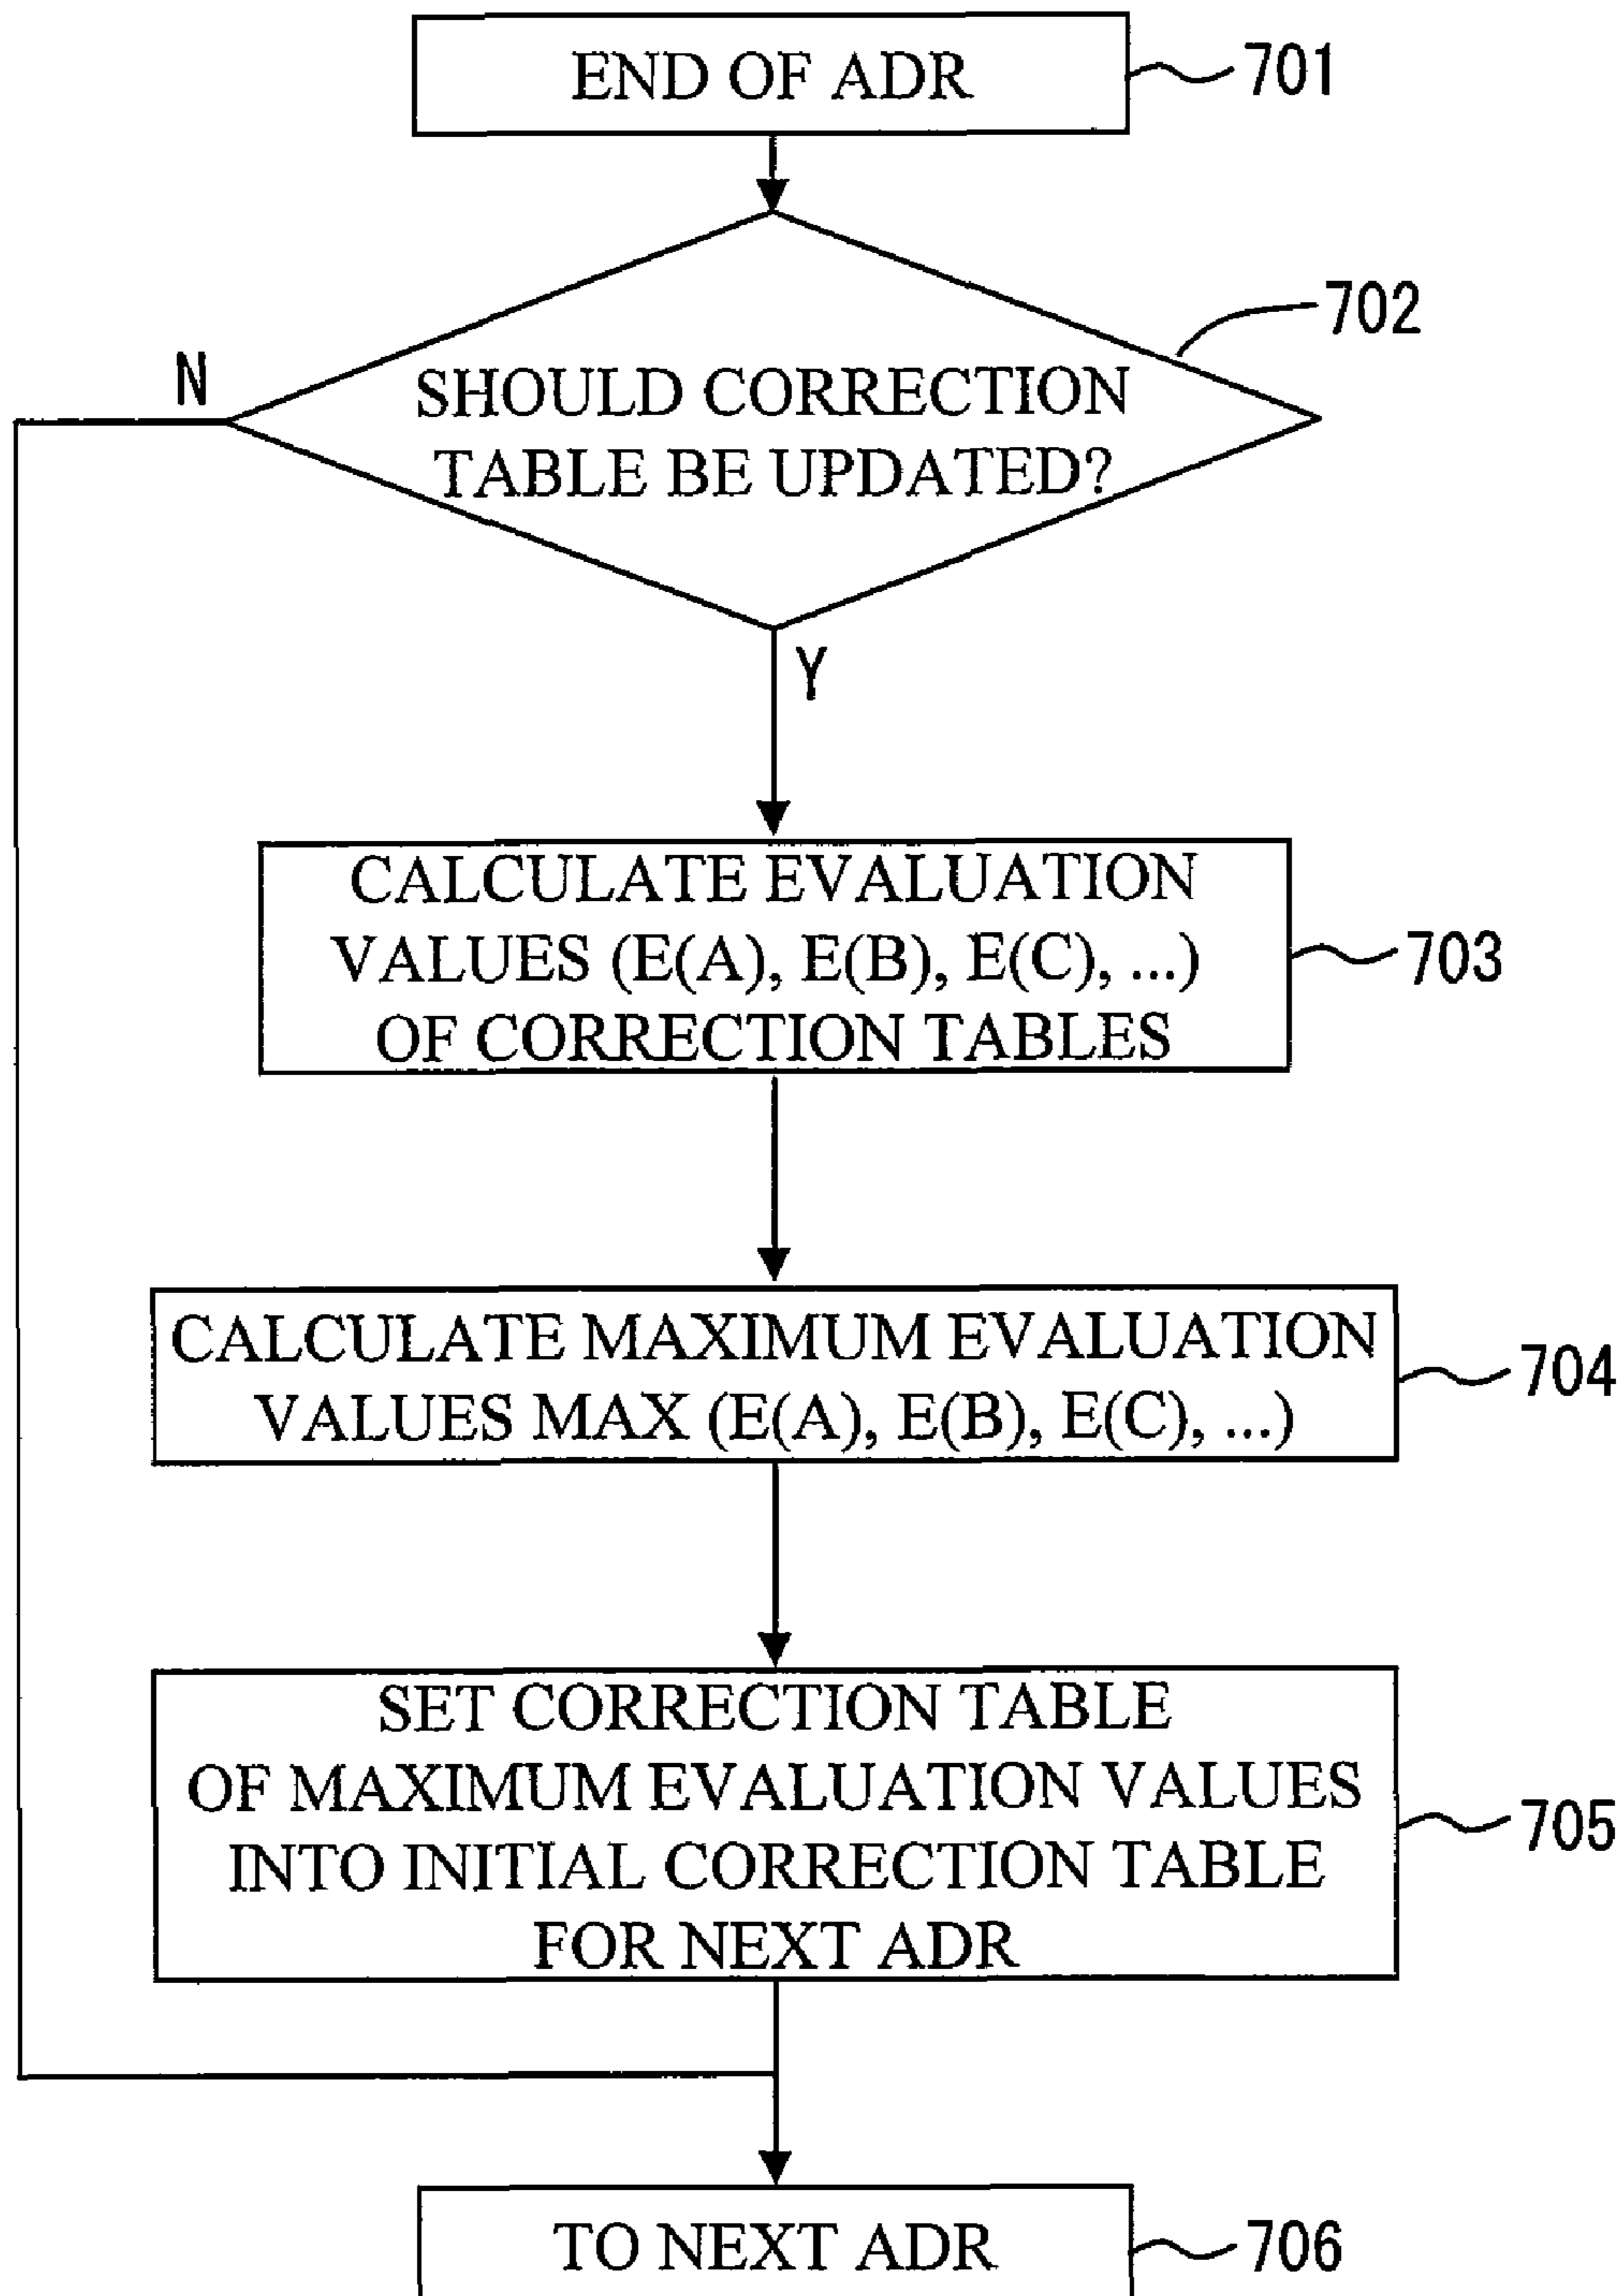 END OF ADR
701
702
N
SHOULD CORRECTION
TABLE BE UPDATED?
Y
CALCULATE EVALUATION
VALUES (E(A), E(B), E(C), ...)
OF CORRECTION TABLES
703
CALCULATE MAXIMUM EVALUATION
VALUES MAX (E(A), E(B), E(C), ...)
704
SET CORRECTION TABLE
OF MAXIMUM EVALUATION VALUES
INTO INITIAL CORRECTION TABLE
FOR NEXT ADR
705
TO NEXT ADR
706